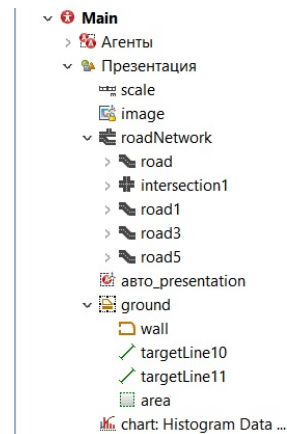 Main
Агенты
Презентация
scale
image
roadNetwork
road
intersection1
road1
road3
road5
авто_presentation
ground
wall
targetLine10
targetLine11
area
chart: Histogram Data ...